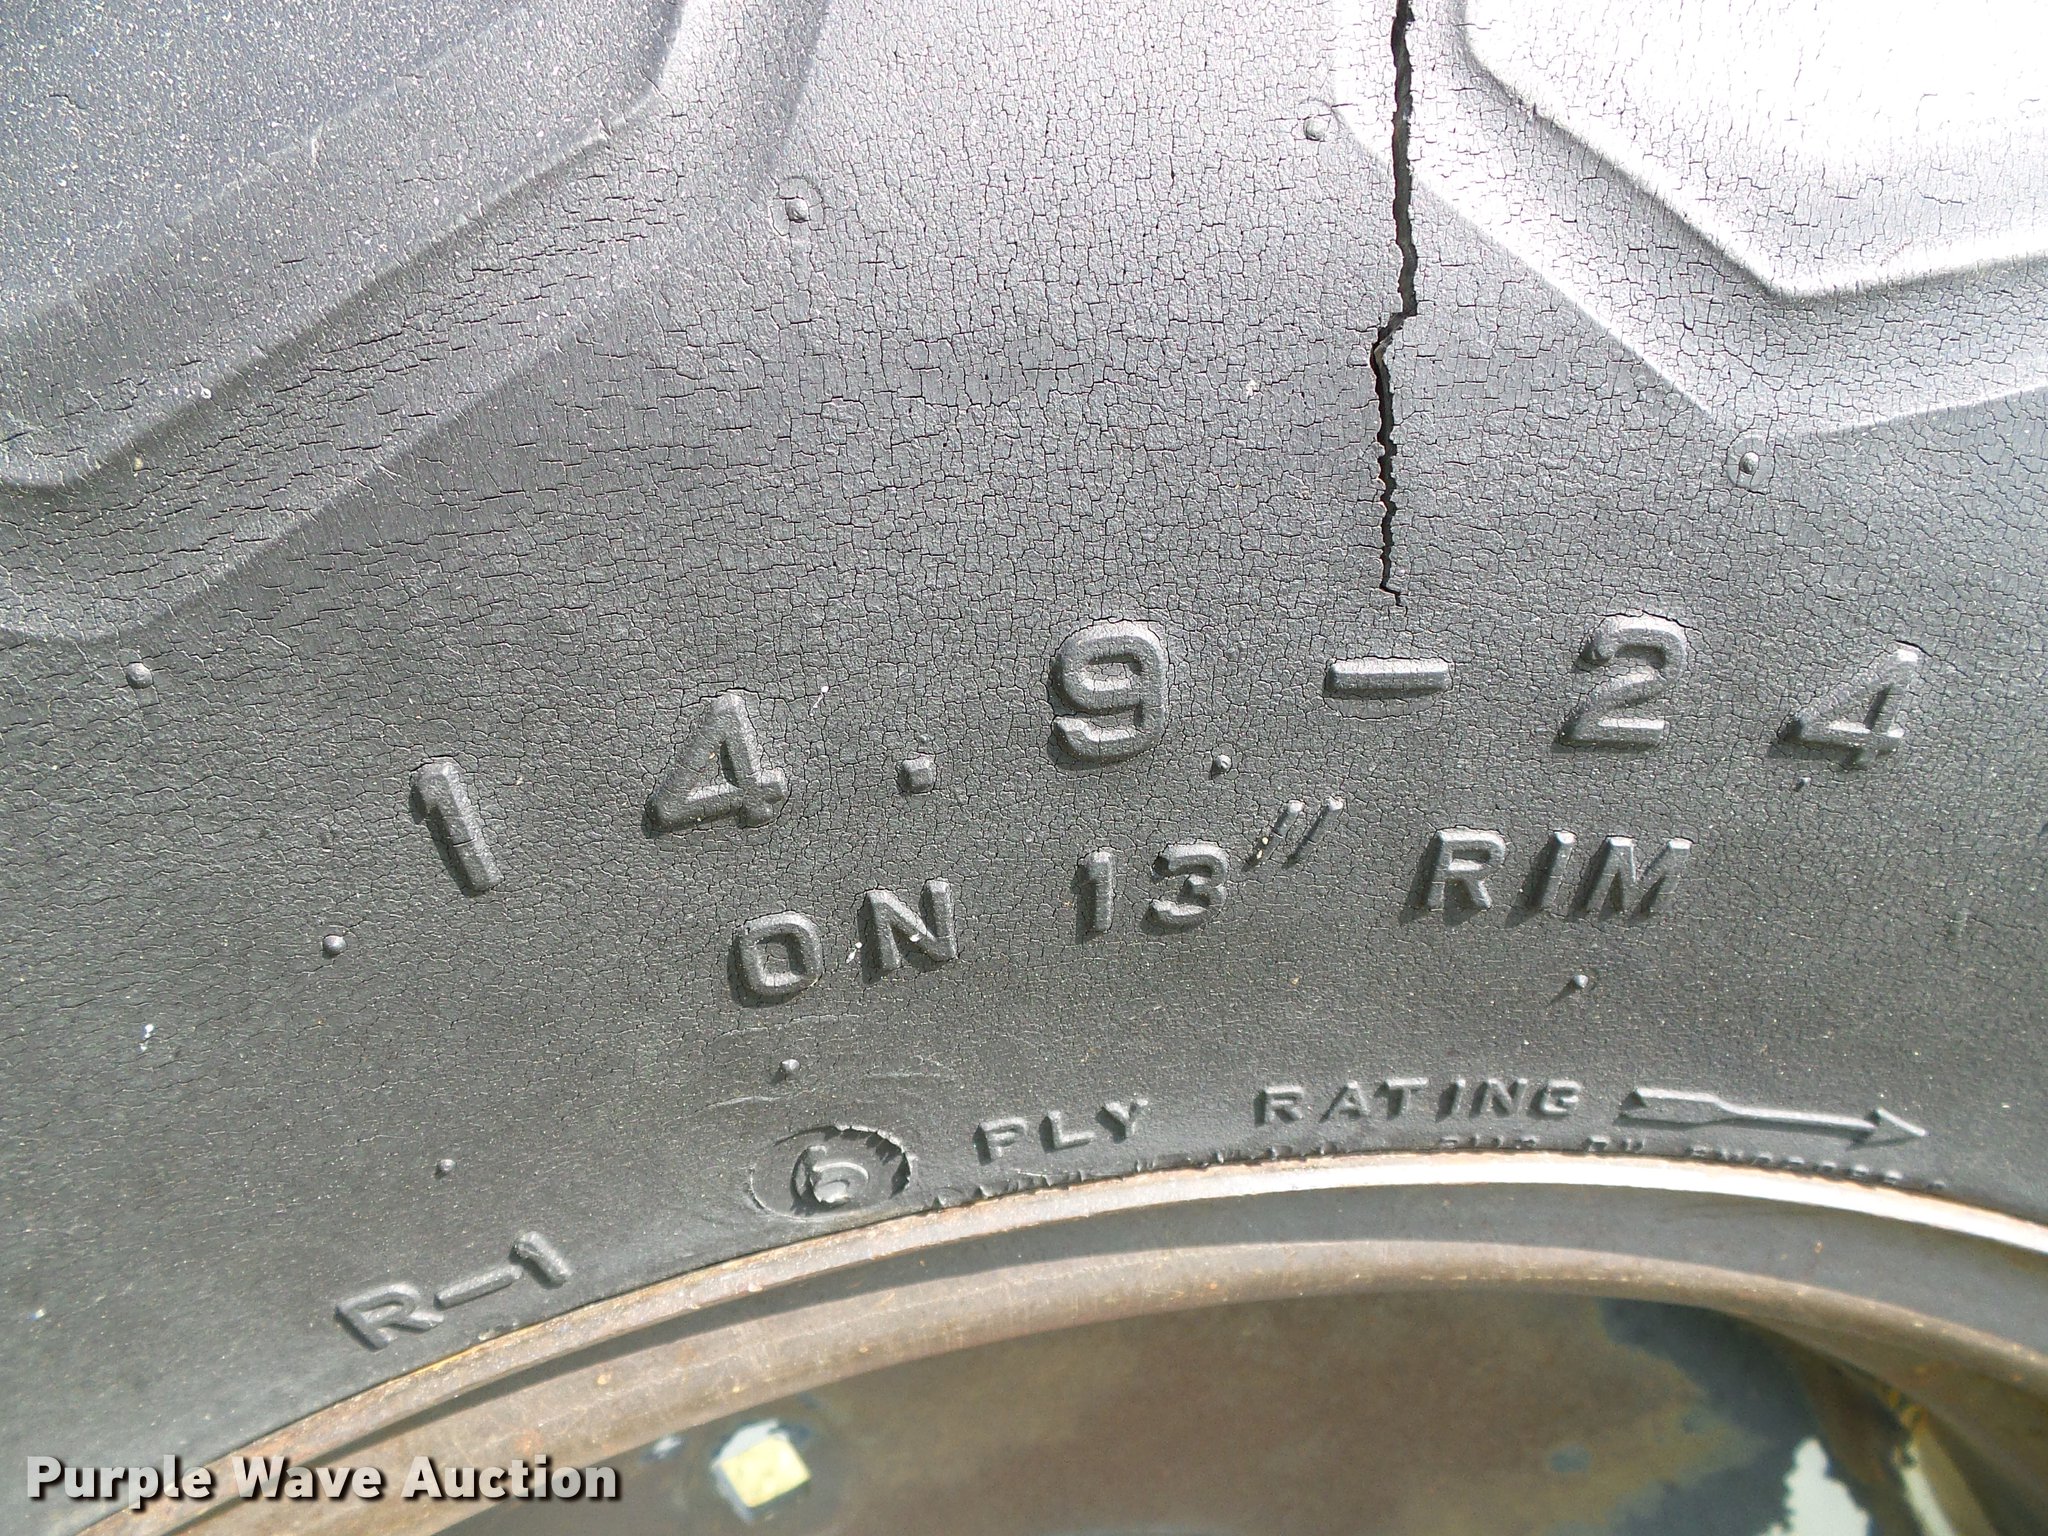 14.9-24
ON 13" RIM
6 PLY RATING
R-1
Purple Wave Auction